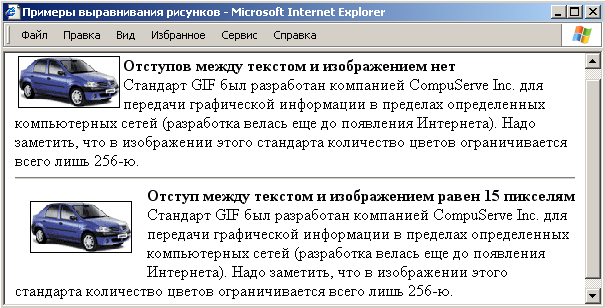 Примеры выравнивания рисунков - Microsoft Internet Explorer
Файл Правка Вид Избранное Сервис Справка
Отступов между текстом и изображением нет
Стандарт GIF был разработан компанией CompuServe Inc. для
передачи графической информации в пределах определенных
компьютерных сетей (разработка велась еще до появления Интернета). Надо
заметить, что в изображении этого стандарта количество цветов ограничивается
всего лишь 256-ю.
Отступ между текстом и изображением равен 15 пикселям
Стандарт GIF был разработан компанией CompuServe Inc. для
передачи графической информации в пределах определенных
компьютерных сетей (разработка велась еще до появления
Интернета). Надо заметить, что в изображении этого
стандарта количество цветов ограничивается всего лишь 256-ю.